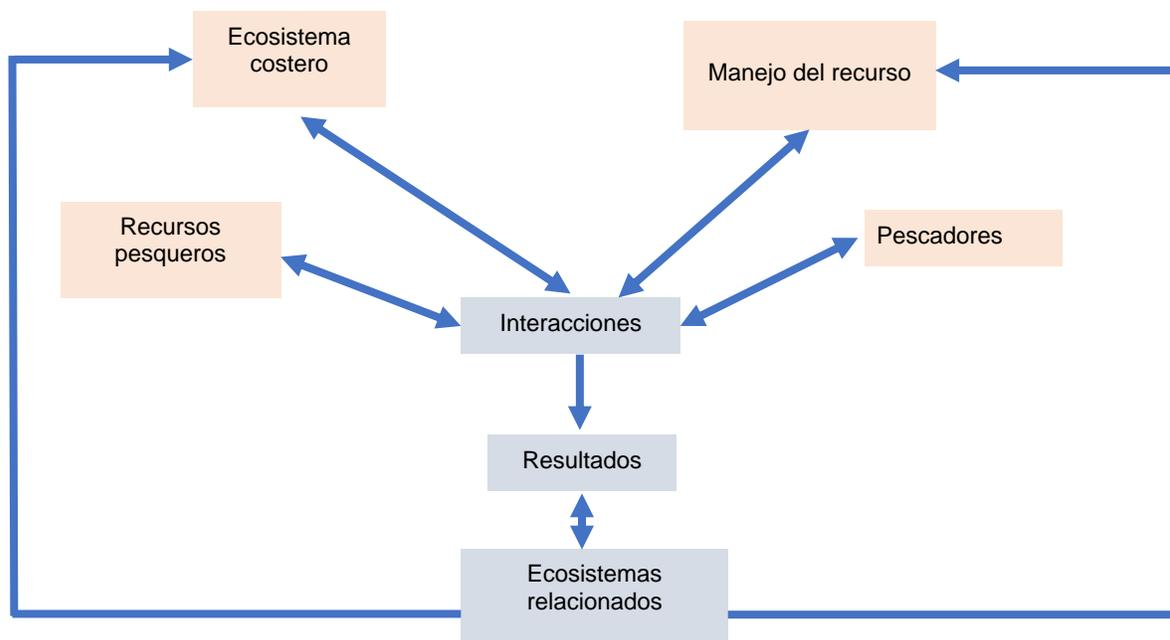 Ecosistema
costero
Manejo del recurso
Recursos
pesqueros
Pescadores
Interacciones
Resultados
Ecosistemas
relacionados